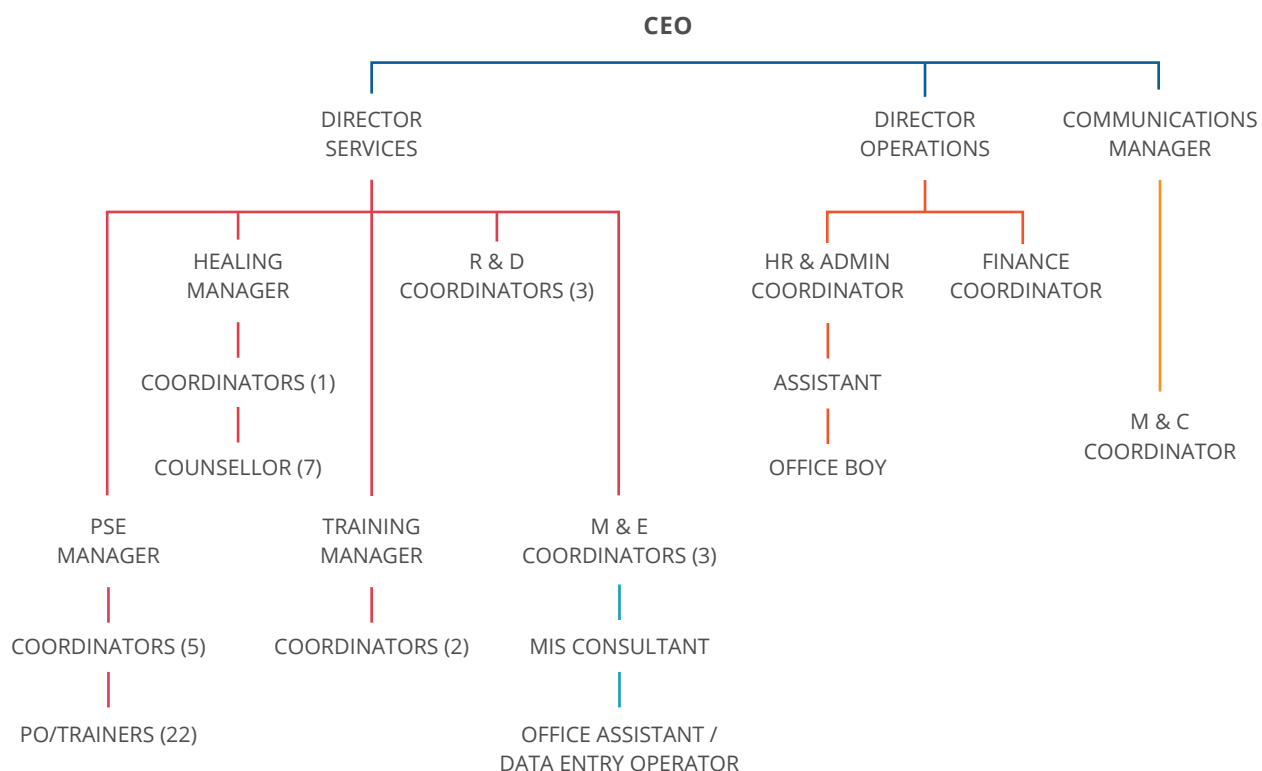 CEO
DIRECTOR
SERVICES
DIRECTOR
OPERATIONS
COMMUNICATIONS
MANAGER
HEALING
MANAGER
R & D
COORDINATORS (3)
HR & ADMIN
COORDINATOR
FINANCE
COORDINATOR
COORDINATORS (1)
ASSISTANT
M & C
COORDINATOR
COUNSELLOR (7)
OFFICE BOY
PSE
MANAGER
TRAINING
MANAGER
M & E
COORDINATORS (3)
COORDINATORS (5)
COORDINATORS (2)
MIS CONSULTANT
PO/TRAINERS (22)
OFFICE ASSISTANT /
DATA ENTRY OPERATOR